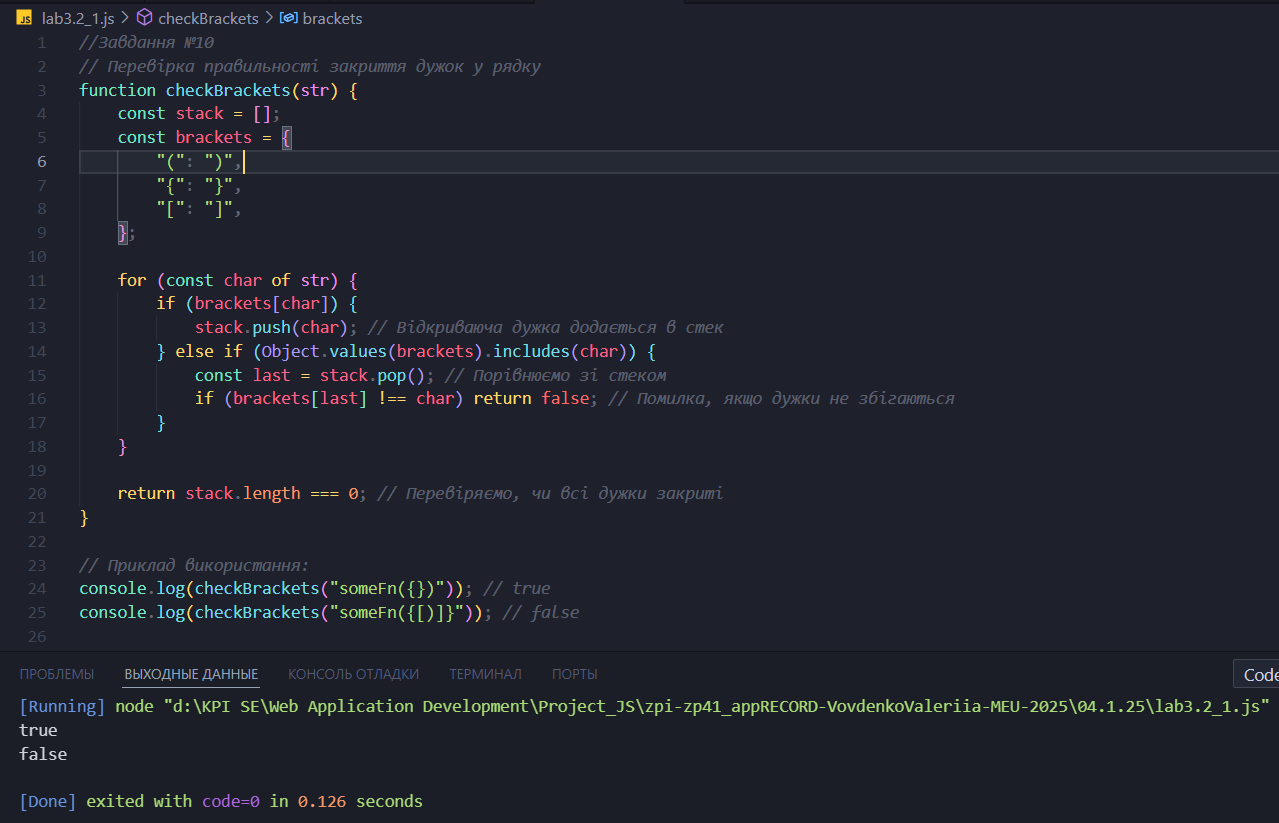 JS lab3.2_1.js > checkBrackets > brackets
1 //Завдання №10
2 // Перевірка правильності закриття дужок у рядку
3 function checkBrackets(str) {
4     const stack = [];
5     const brackets = {
6         "(": ")",
7         "{": "}",
8         "[": "]",
9     };
10
11     for (const char of str) {
12         if (brackets[char]) {
13             stack.push(char); // Відкриваюча дужка додається в стек
14         } else if (Object.values(brackets).includes(char)) {
15             const last = stack.pop(); // Порівнюємо зі стеком
16             if (brackets[last] !== char) return false; // Помилка, якщо дужки не збігаються
17         }
18     }
19
20     return stack.length === 0; // Перевіряємо, чи всі дужки закриті
21 }
22
23 // Приклад використання:
24 console.log(checkBrackets("someFn({})")); // true
25 console.log(checkBrackets("someFn({[)]}")); // false
26
ПРОБЛЕМЫ ВЫХОДНЫЕ ДАННЫЕ КОНСОЛЬ ОТЛАДКИ ТЕРМИНАЛ ПОРТЫ Code
[Running] node "d:\KPI SE\Web Application Development\Project_JS\zpi-zp41_appRECORD-VovdenkoValeriia-MEU-2025\04.1.25\lab3.2_1.js"
true
false
[Done] exited with code=0 in 0.126 seconds